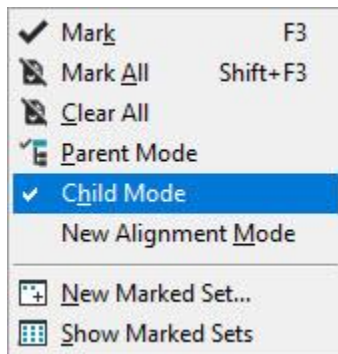 Mark F3
Mark All Shift+F3
Clear All
Parent Mode
Child Mode
New Alignment Mode
New Marked Set...
Show Marked Sets